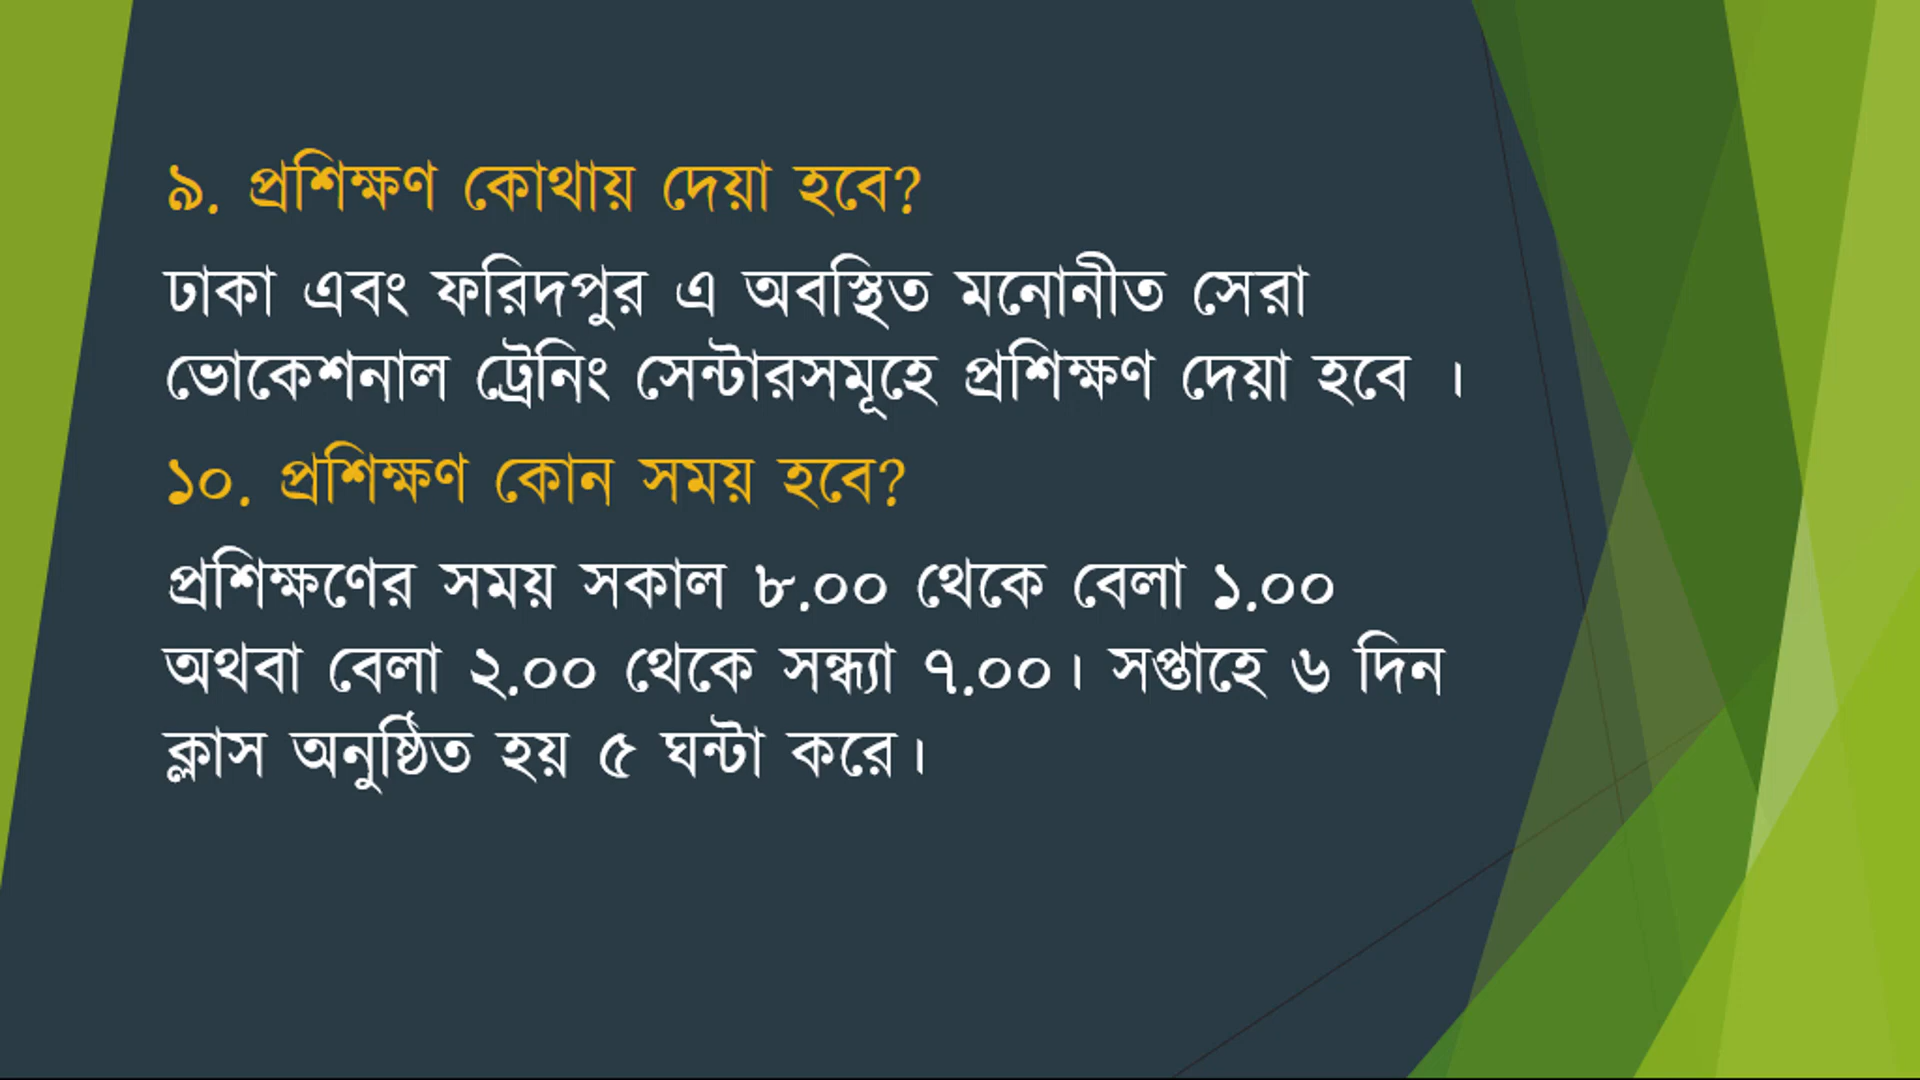 ৯. প্রশিক্ষণ কোথায় দেয়া হবে?
ঢাকা এবং ফরিদপুর এ অবস্থিত মনোনীত সেরা
ভোকেশনাল ট্রেনিং সেন্টারসমূহে প্রশিক্ষণ দেয়া হবে ।
১০. প্রশিক্ষণ কোন সময় হবে?
প্রশিক্ষণের সময় সকাল ৮.০০ থেকে বেলা ১.০০
অথবা বেলা ২.০০ থেকে সন্ধ্যা ৭.০০। সপ্তাহে ৬ দিন
ক্লাস অনুষ্ঠিত হয় ৫ ঘন্টা করে।